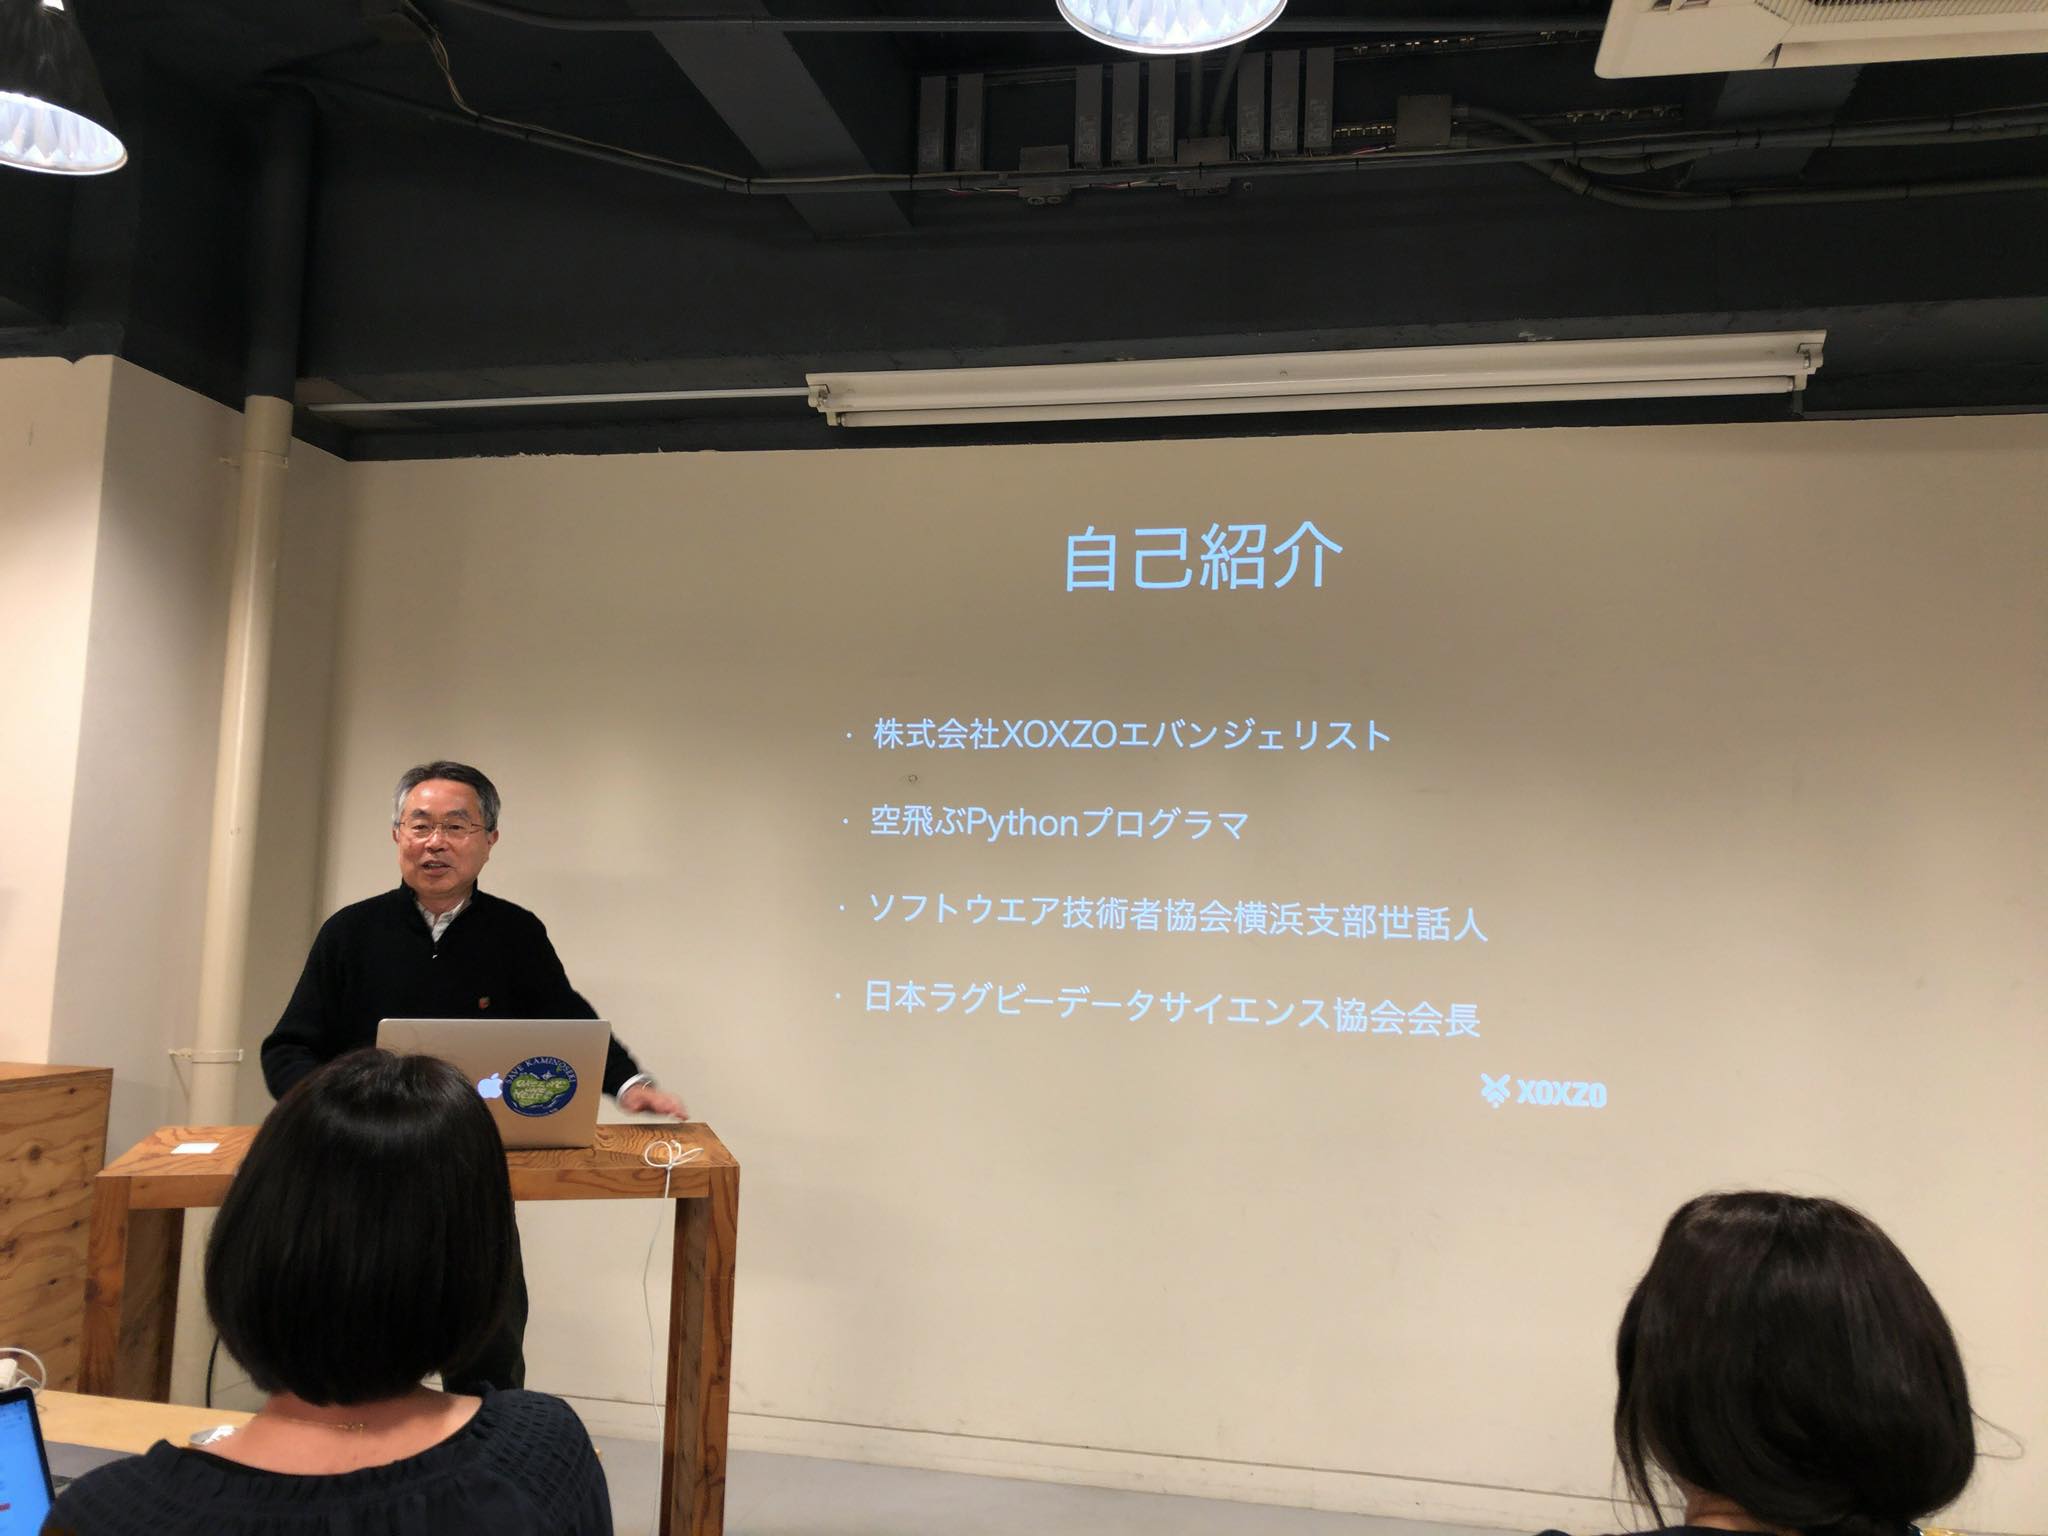 自己紹介
・株式会社XOXZOエバンジェリスト
・空飛ぶPythonプログラマ
・ソフトウエア技術者協会横浜支部世話人
・日本ラグビーデータサイエンス協会会長
XOXZO
SAVE KAMINOSEKI